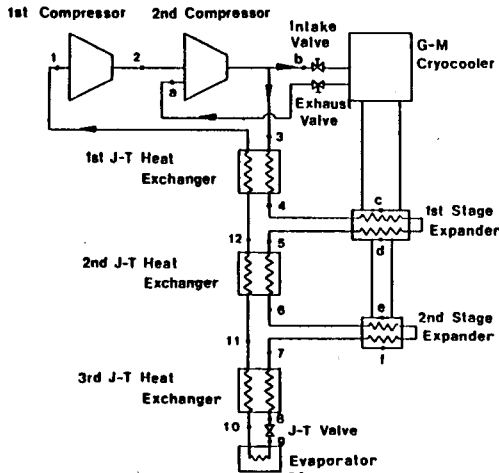 1st Compressor
2nd Compressor
Intake
Valve
G-M
Cryocooler
1
2
a
b
Exhaust
Valve
3
1st J-T Heat
Exchanger
4
c
1st Stage
Expander
12
5
d
2nd J-T Heat
Exchanger
6
e
2nd Stage
Expander
11
7
f
3rd J-T Heat
Exchanger
8
10
J-T Valve
9
Evaporator